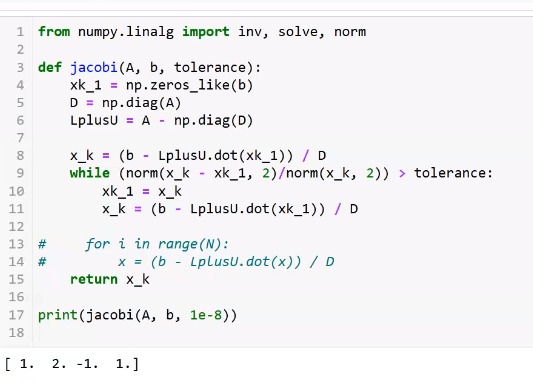 1 from numpy.linalg import inv, solve, norm
2
3 def jacobi(A, b, tolerance):
4     xk_1 = np.zeros_like(b)
5     D = np.diag(A)
6     LplusU = A - np.diag(D)
7
8     x_k = (b - LplusU.dot(xk_1)) / D
9     while (norm(x_k - xk_1, 2)/norm(x_k, 2)) > tolerance:
10         xk_1 = x_k
11         x_k = (b - LplusU.dot(xk_1)) / D
12
13 #     for i in range(N):
14 #         x = (b - LplusU.dot(x)) / D
15     return x_k
16
17 print(jacobi(A, b, 1e-8))
18
[ 1.  2. -1.  1.]